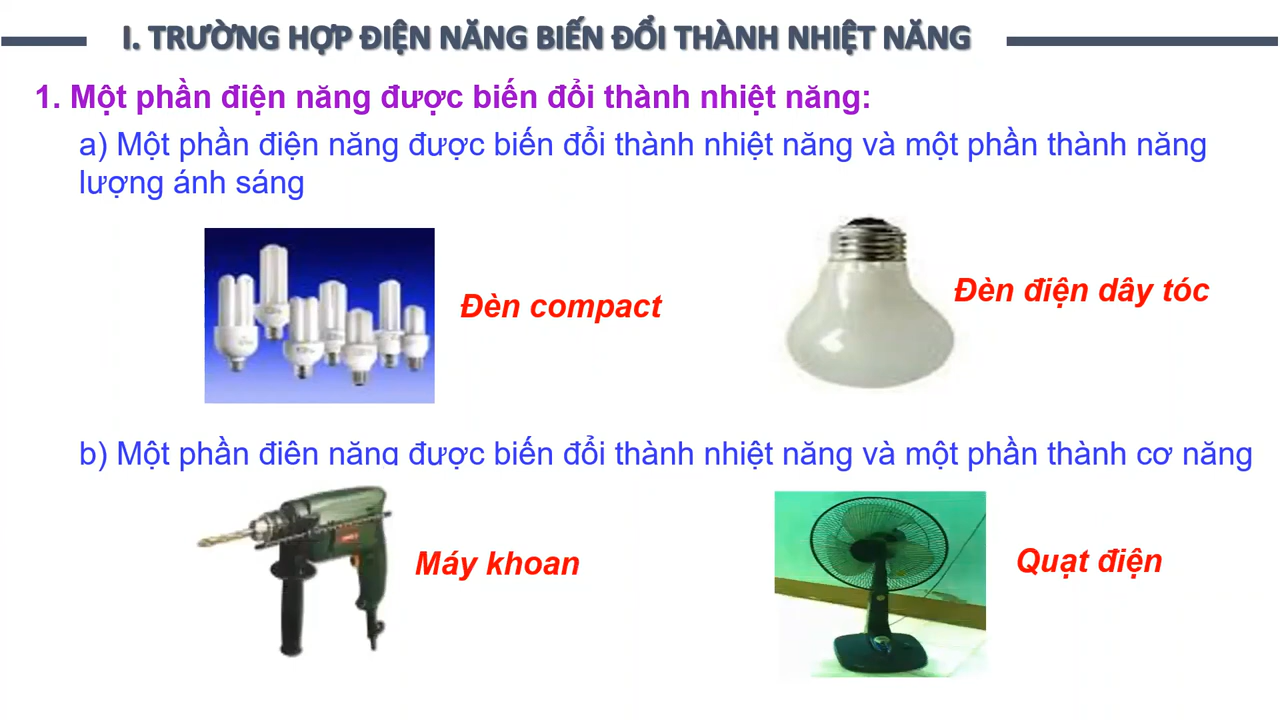 I. TRƯỜNG HỢP ĐIỆN NĂNG BIẾN ĐỔI THÀNH NHIỆT NĂNG
1. Một phần điện năng được biến đổi thành nhiệt năng:
a) Một phần điện năng được biến đổi thành nhiệt năng và một phần thành năng
lượng ánh sáng
Đèn compact
Đèn điện dây tóc
b) Một phần điện năng được biến đổi thành nhiệt năng và một phần thành cơ năng
Máy khoan
Quạt điện